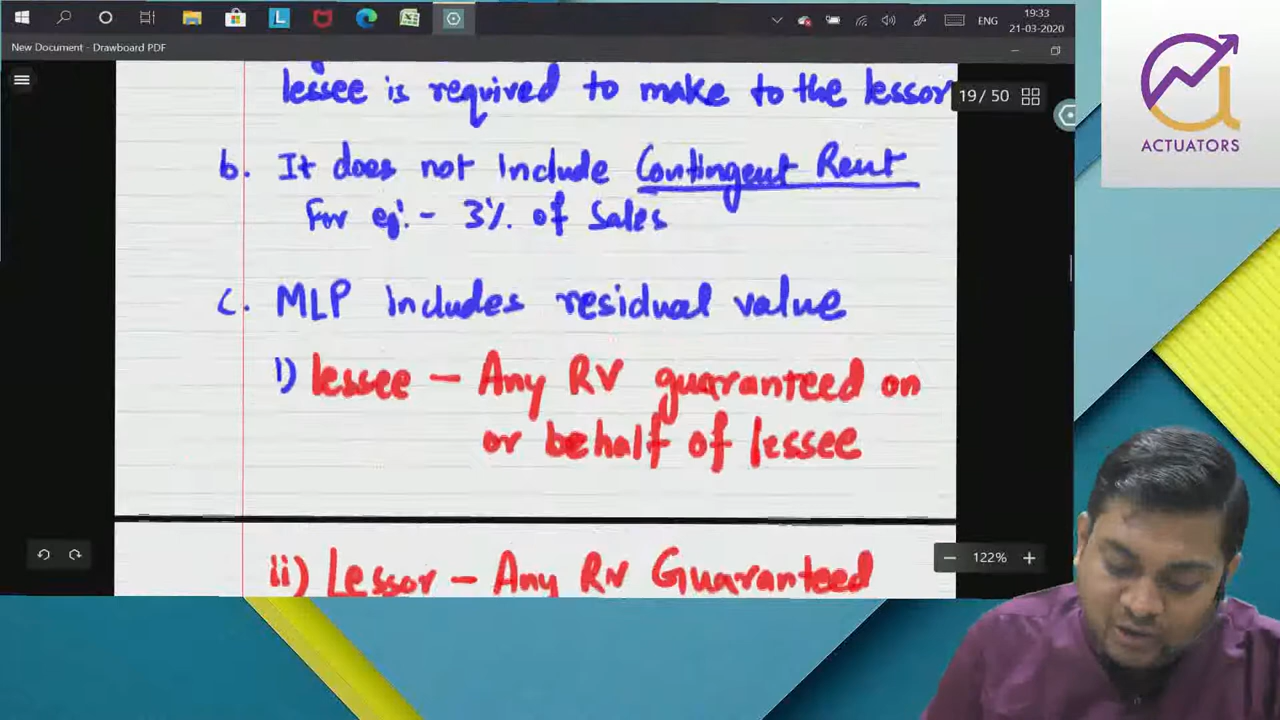 19:33
ENG
21-03-2020
New Document - Drawboard PDF
lessee is required to make to the lessor
19 / 50
ACTUATORS
b. It does not include Contingent Rent
For eg:- 3% of Sales
c. MLP includes residual value
i) lessee - Any RV guaranteed on
or behalf of lessee
122%
ii) Lessor - Any RV Guaranteed